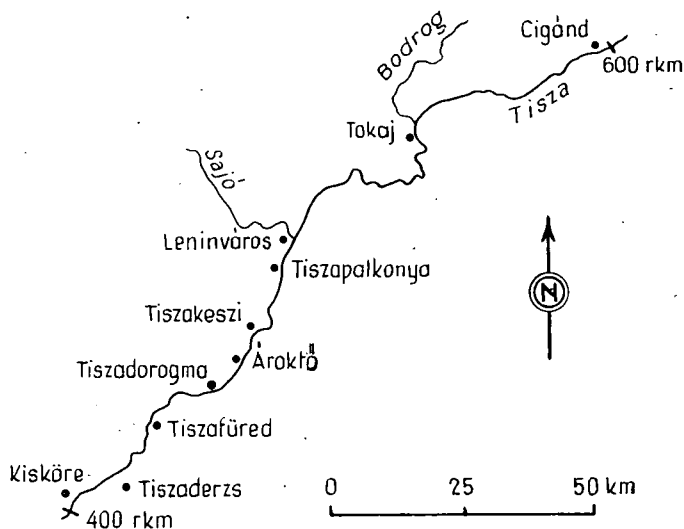 Cigánd
600 rkm
Bodrog
Tisza
Tokaj
Sajó
Leninváros
Tiszapalkonya
Tiszakeszi
Ároktő
Tiszadorogma
Tiszafüred
Kisköre
Tiszaderzs
400 rkm
N
0 25 50 km